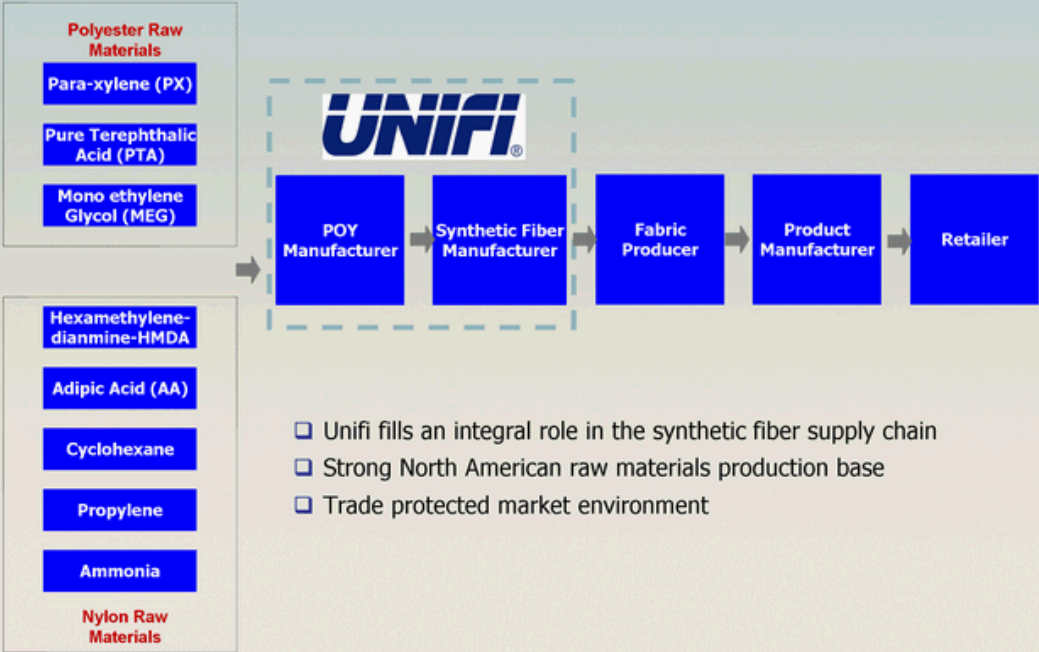 Polyester Raw
Materials
Para-xylene (PX)
Pure Terephthalic
Acid (PTA)
Mono ethylene
Glycol (MEG)
UNIFI®
POY
Manufacturer
Synthetic Fiber
Manufacturer
Fabric
Producer
Product
Manufacturer
Retailer
Hexamethylene-
dianmine-HMDA
Adipic Acid (AA)
Cyclohexane
Propylene
Ammonia
Nylon Raw
Materials
Unifi fills an integral role in the synthetic fiber supply chain
Strong North American raw materials production base
Trade protected market environment